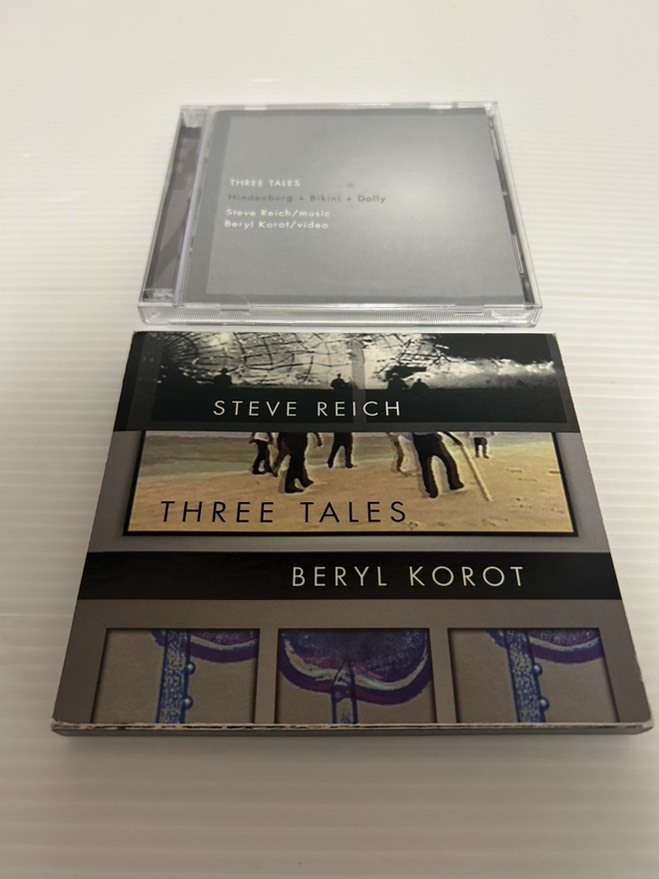 THREE TALES
Hindenburg + Bikini + Dolly
Steve Reich/music
Beryl Korot/video
STEVE REICH
THREE TALES
BERYL KOROT